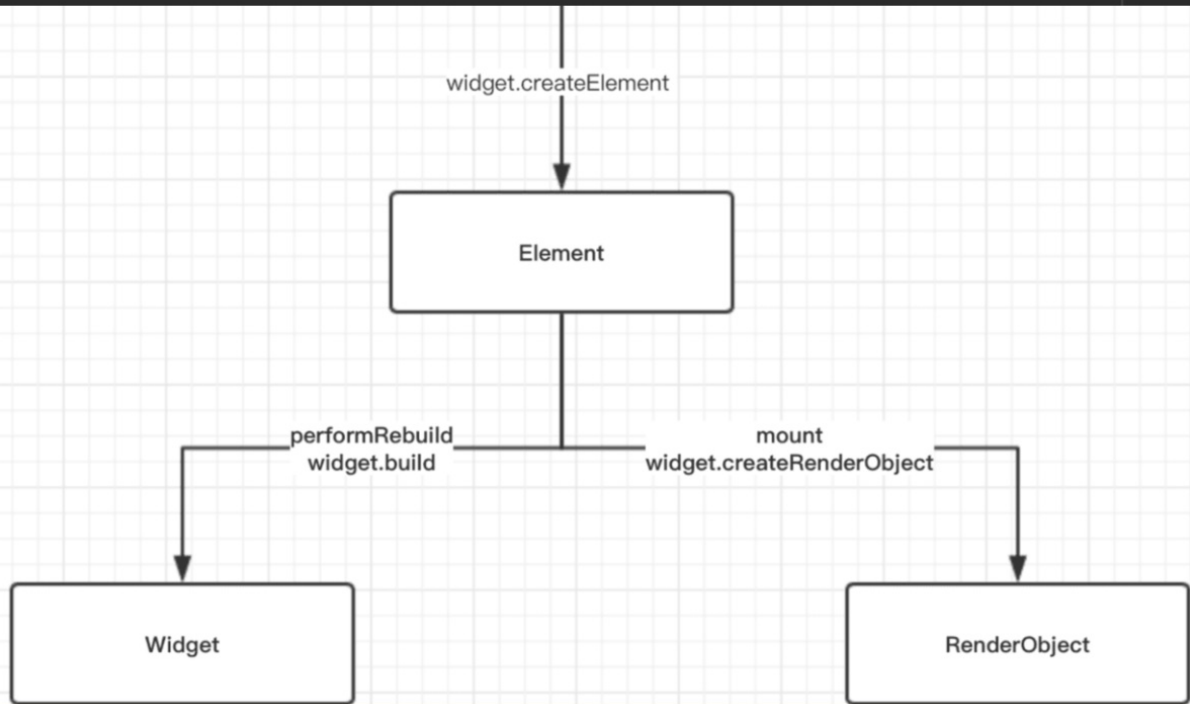 widget.createElement
Element
performRebuild
widget.build
mount
widget.createRenderObject
Widget
RenderObject